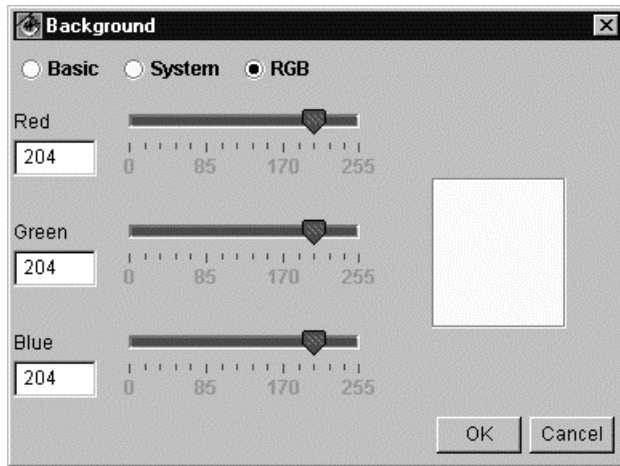 Background
Basic System RGB
Red
204
0 85 170 255
Green
204
0 85 170 255
Blue
204
0 85 170 255
OK Cancel